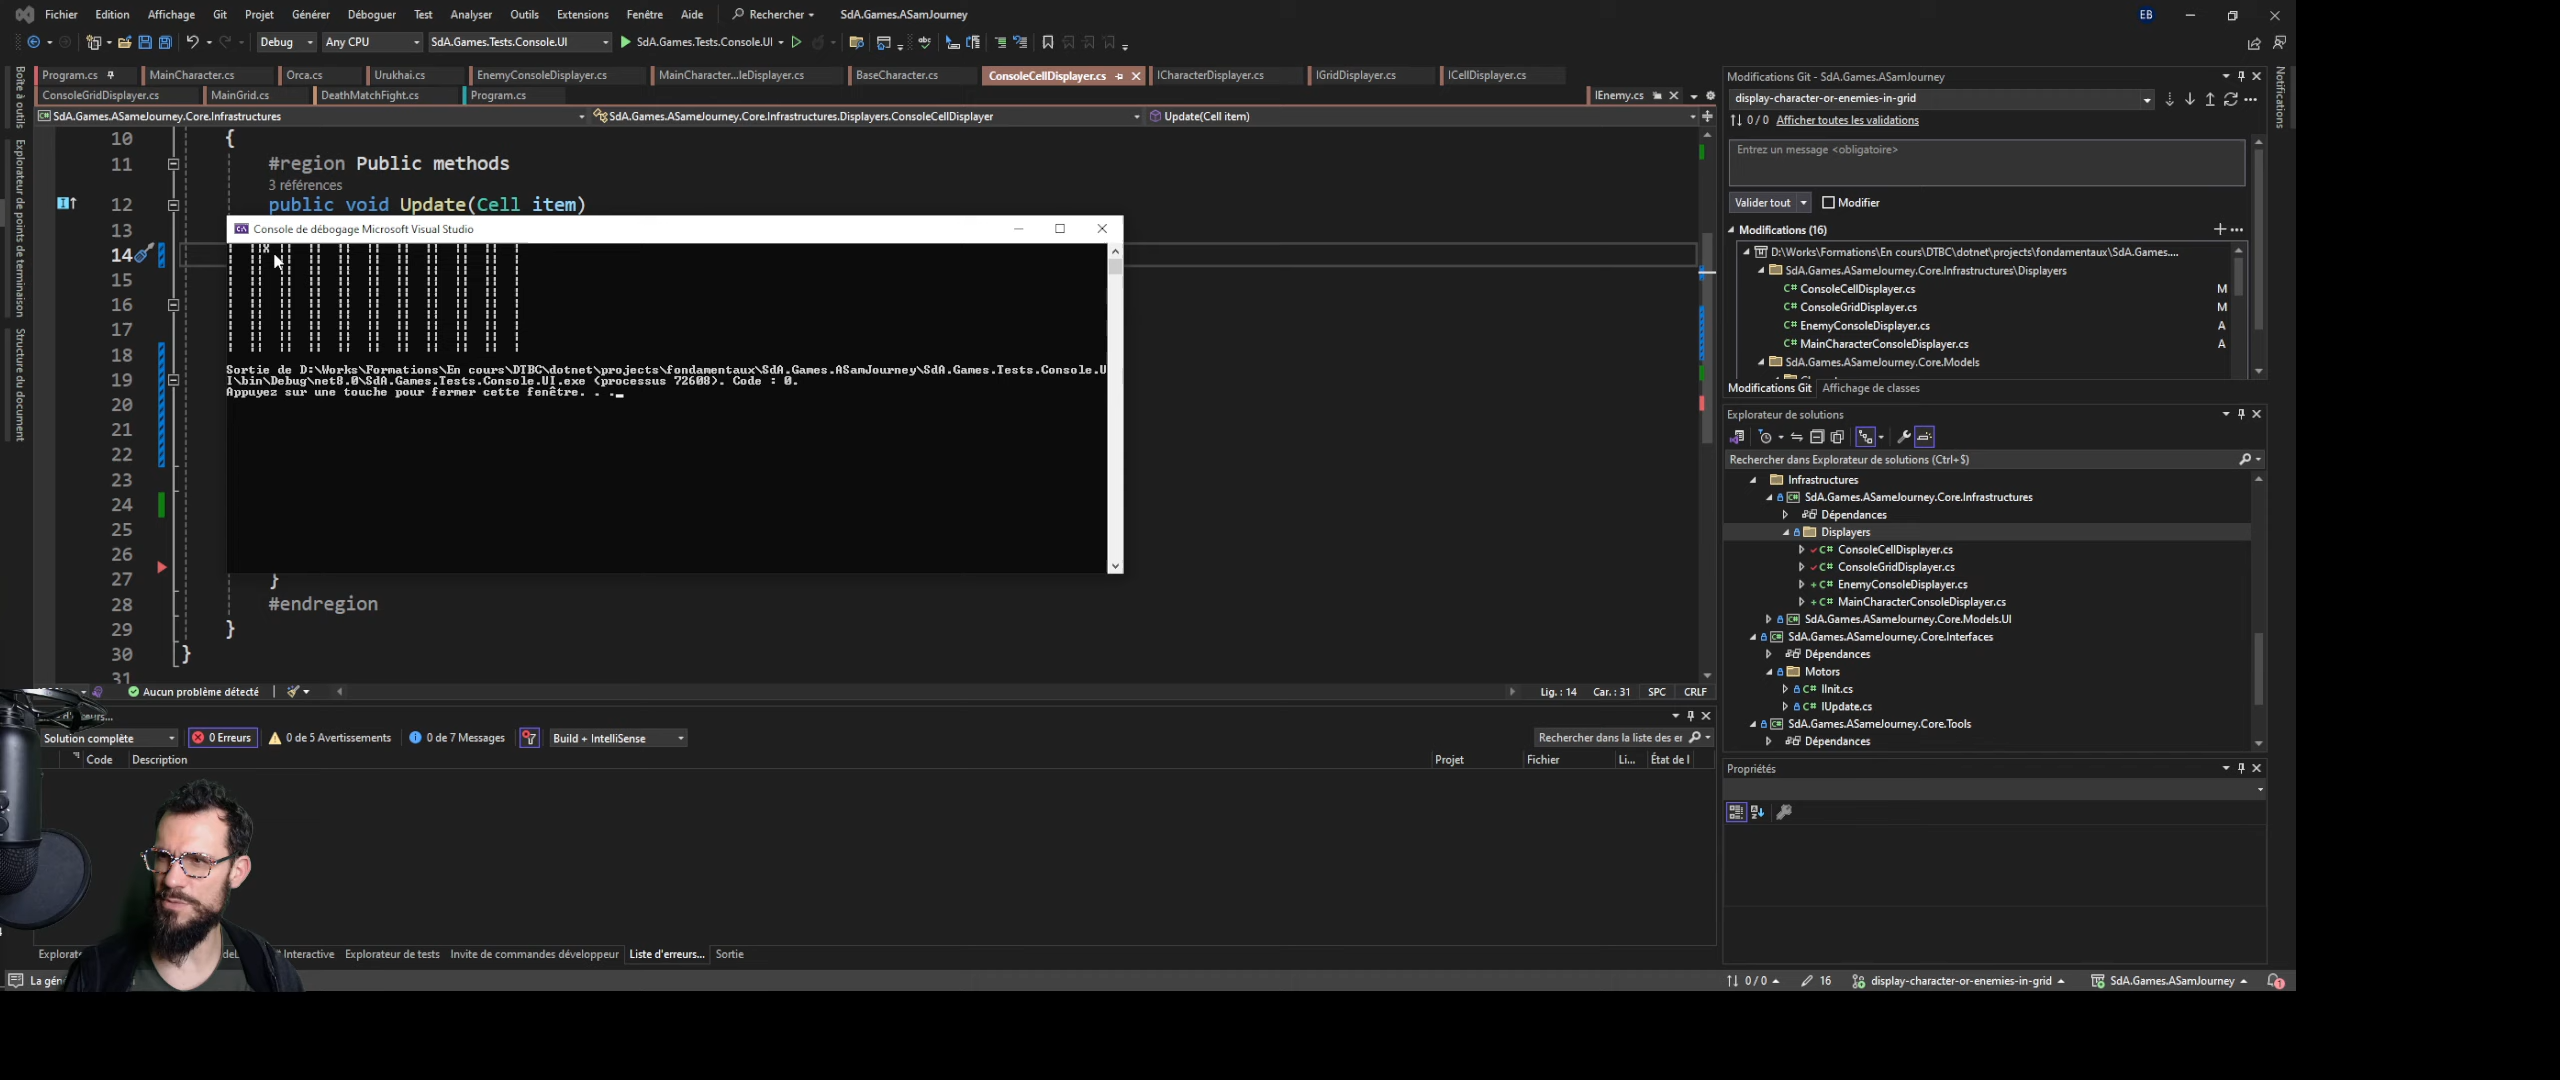 Fichier Edition Affichage Git Projet Générer Déboguer Test Analyser Outils Extensions Fenêtre Aide Rechercher SdA.Games.ASamJourney EB
Debug Any CPU SdA.Games.Tests.Console.UI SdA.Games.Tests.Console.UI
Program.cs MainCharacter.cs Orca.cs Urukhai.cs EnemyConsoleDisplayer.cs MainCharacter...leDisplayer.cs BaseCharacter.cs ConsoleCellDisplayer.cs ICharacterDisplayer.cs IGridDisplayer.cs ICellDisplayer.cs
ConsoleGridDisplayer.cs MainGrid.cs DeathMatchFight.cs Program.cs IEnemy.cs
SdA.Games.ASameJourney.Core.Infrastructures SdA.Games.ASameJourney.Core.Infrastructures.Displayers.ConsoleCellDisplayer Update(Cell item)
Boîte à outils
Explorateur de points de terminaison
Structure du document
10 {
11 #region Public methods
3 références
12 public void Update(Cell item)
13
14
15
16
17
18
19
20
21
22
23
24
25
26
27 }
28 #endregion
29 }
30 }
31
Console de débogage Microsoft Visual Studio
Sortie de D:\Works\Formations\En cours\DTBC\dotnet\projects\fondamentaux\SdA.Games.ASamJourney\SdA.Games.Tests.Console.U
I\bin\Debug\net8.0\SdA.Games.Tests.Console.UI.exe (processus 72608). Code : 0.
Appuyez sur une touche pour fermer cette fenêtre. . .
Aucun problème détecté Lig. : 14 Car. : 31 SPC CRLF
Solution complète 0 Erreurs 0 de 5 Avertissements 0 de 7 Messages Build + IntelliSense Rechercher dans la liste des er
Code Description Projet Fichier Li... État de l
Interactive Explorateur de tests Invite de commandes développeur Liste d'erreurs... Sortie
Modifications Git - SdA.Games.ASamJourney
display-character-or-enemies-in-grid
0 / 0 Afficher toutes les validations
Entrez un message <obligatoire>
Valider tout Modifier
Modifications (16)
D:\Works\Formations\En cours\DTBC\dotnet\projects\fondamentaux\SdA.Games....
SdA.Games.ASameJourney.Core.Infrastructures\Displayers
ConsoleCellDisplayer.cs M
ConsoleGridDisplayer.cs M
EnemyConsoleDisplayer.cs A
MainCharacterConsoleDisplayer.cs A
SdA.Games.ASameJourney.Core.Models
Modifications Git Affichage de classes
Explorateur de solutions
Rechercher dans Explorateur de solutions (Ctrl+$)
Infrastructures
SdA.Games.ASameJourney.Core.Infrastructures
Dépendances
Displayers
ConsoleCellDisplayer.cs
ConsoleGridDisplayer.cs
EnemyConsoleDisplayer.cs
MainCharacterConsoleDisplayer.cs
SdA.Games.ASameJourney.Core.Models.UI
SdA.Games.ASameJourney.Core.Interfaces
Dépendances
Motors
IInit.cs
IUpdate.cs
SdA.Games.ASameJourney.Core.Tools
Dépendances
Propriétés
Notifications
0 / 0 16 display-character-or-enemies-in-grid SdA.Games.ASamJourney 1